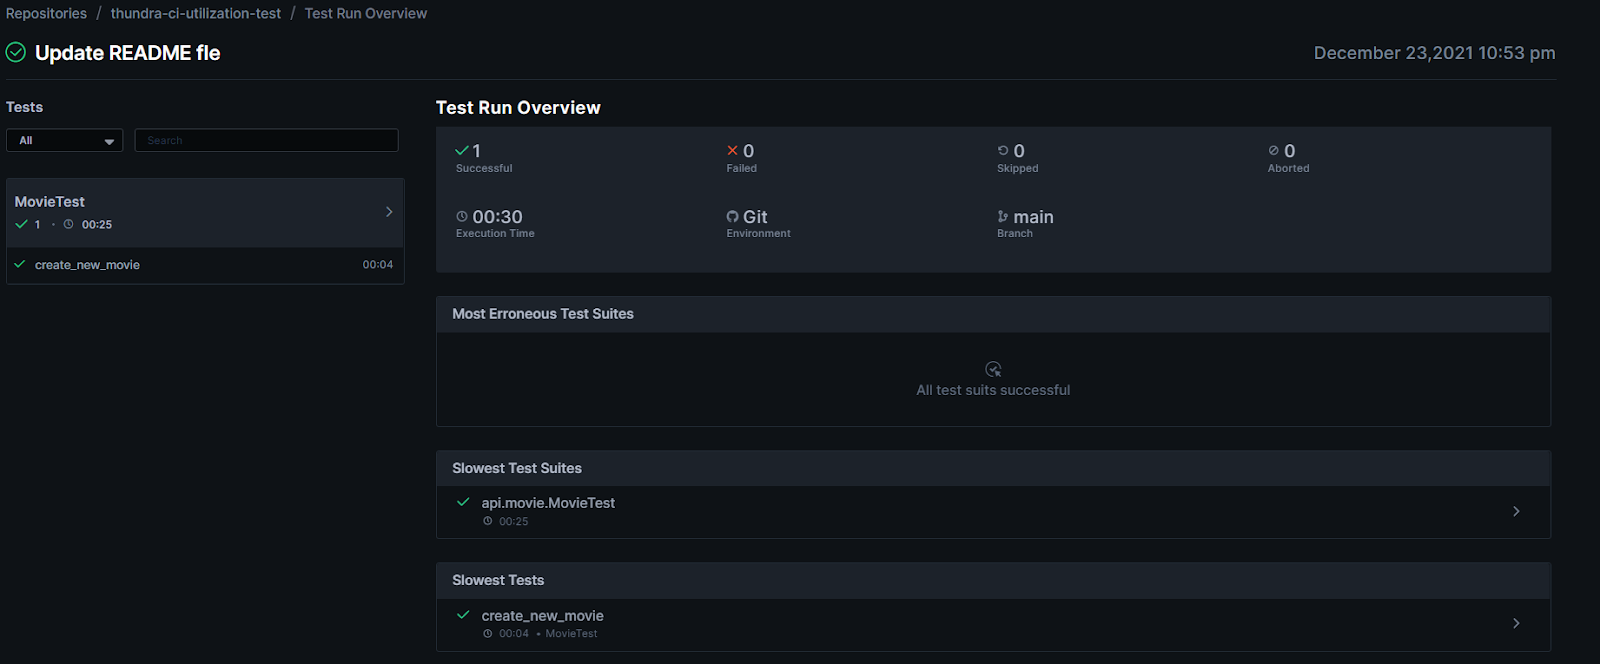 Repositories / thundra-ci-utilization-test / Test Run Overview
Update README fle
December 23,2021 10:53 pm
Tests
All
Search
MovieTest
1 • 00:25
create_new_movie 00:04
Test Run Overview
1
Successful
0
Failed
0
Skipped
0
Aborted
00:30
Execution Time
Git
Environment
main
Branch
Most Erroneous Test Suites
All test suits successful
Slowest Test Suites
api.movie.MovieTest
00:25
Slowest Tests
create_new_movie
00:04 • MovieTest